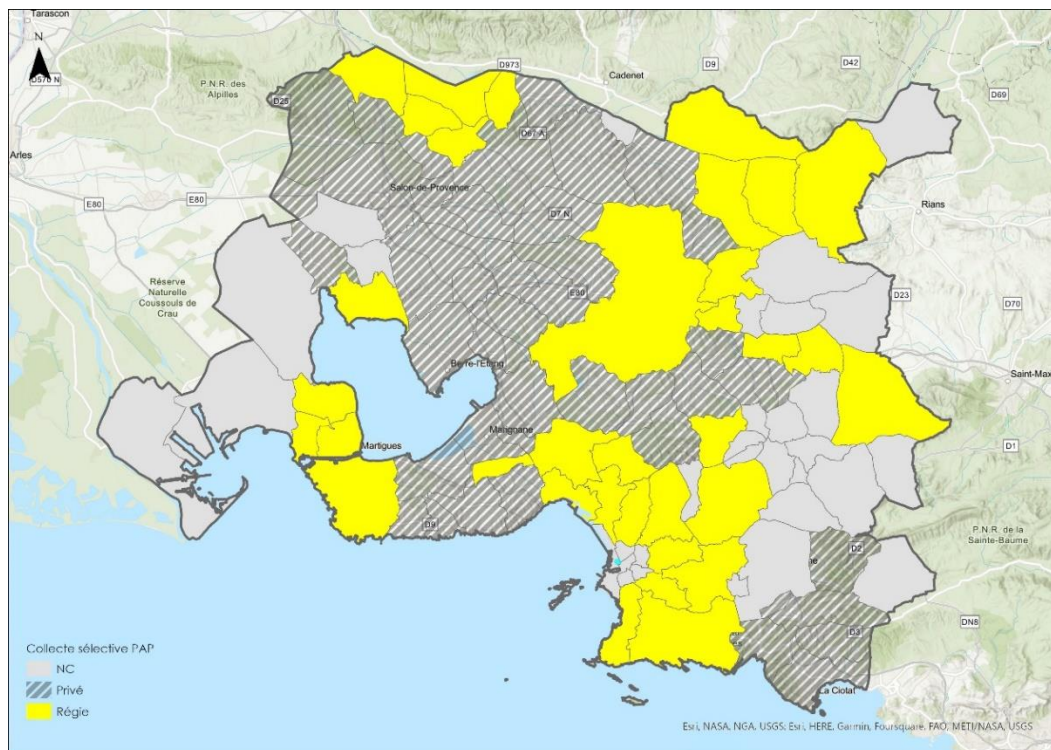 Tarascon
N
D570 N
P.N.R. des
Alpilles
D25
D973
Cadenet
D9
D42
D69
Arles
E80
E80
D67 A
Salon-de-Provence
D7 N
Rians
E80
D23
D70
Réserve
Naturelle
Coussouls de
Crau
Berre-l'Étang
Saint-Max
Marignane
Martigues
D1
D9
P.N.R. de la
Sainte-Baume
D2
DN8
D3
La Ciotat
Collecte sélective PAP
NC
Privé
Régie
Esri, NASA, NGA, USGS; Esri, HERE, Garmin, Foursquare, FAO, METI/NASA, USGS